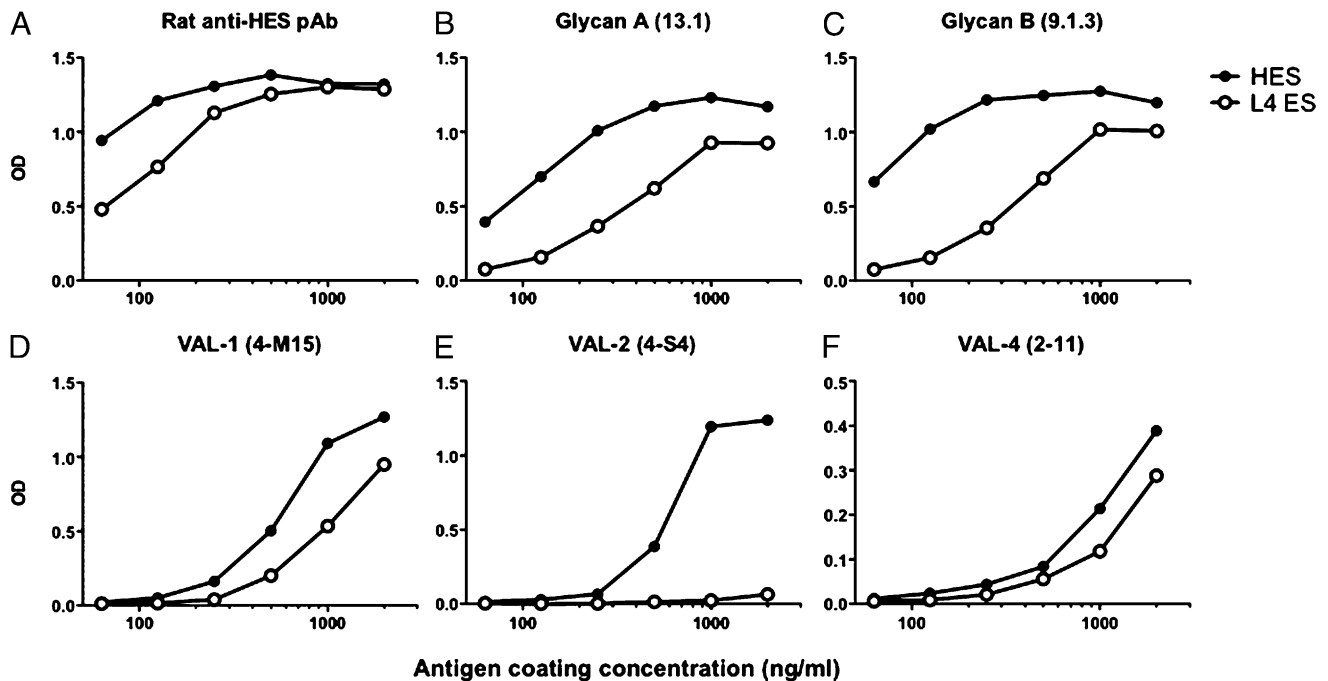 A Rat anti-HES pAb
B Glycan A (13.1)
C Glycan B (9.1.3)
HES
L4 ES
OD
1.5
1.0
0.5
0.0
100 1000
1.5
1.0
0.5
0.0
100 1000
1.5
1.0
0.5
0.0
100 1000
D VAL-1 (4-M15)
E VAL-2 (4-S4)
F VAL-4 (2-11)
OD
1.5
1.0
0.5
0.0
100 1000
1.5
1.0
0.5
0.0
100 1000
0.5
0.4
0.3
0.2
0.1
0.0
100 1000
Antigen coating concentration (ng/ml)